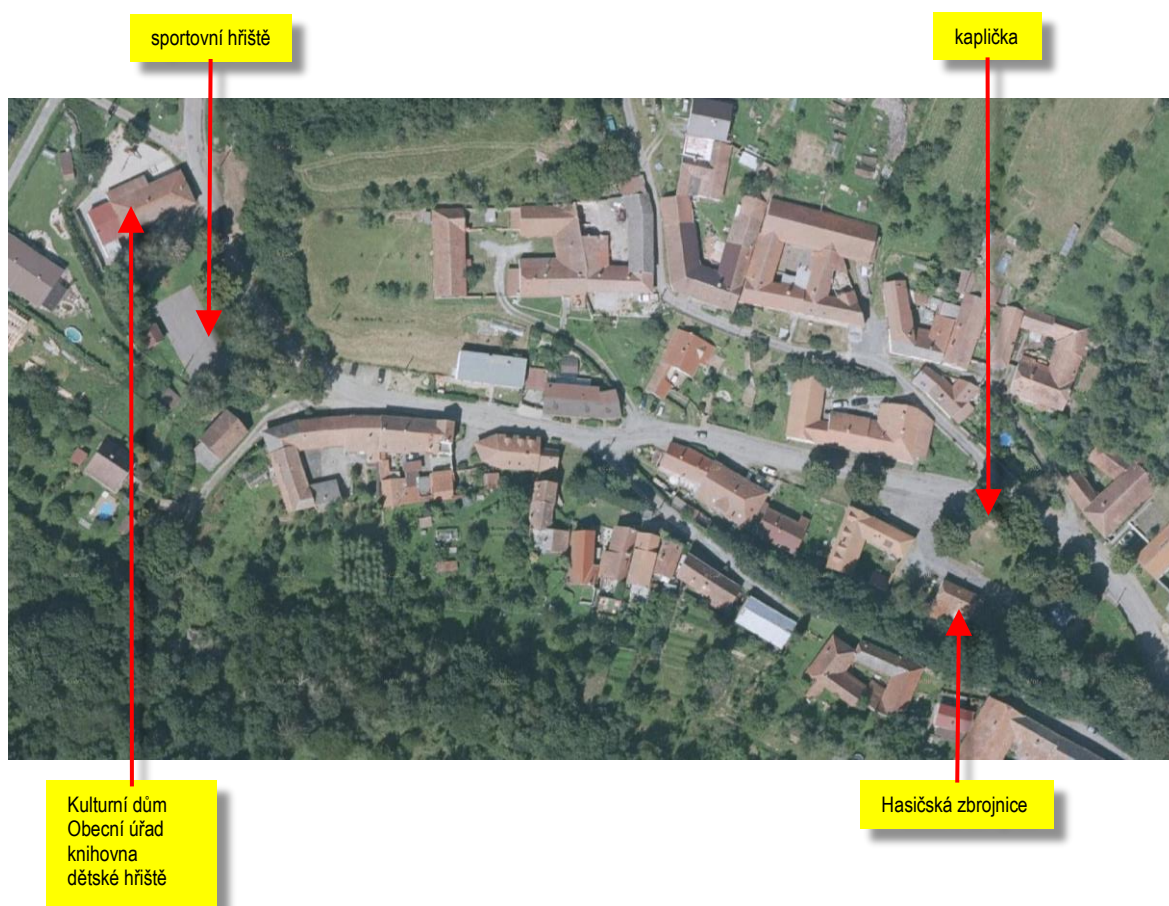 sportovní hřiště
kaplička
Kulturní dům
Obecní úřad
knihovna
dětské hřiště
Hasičská zbrojnice